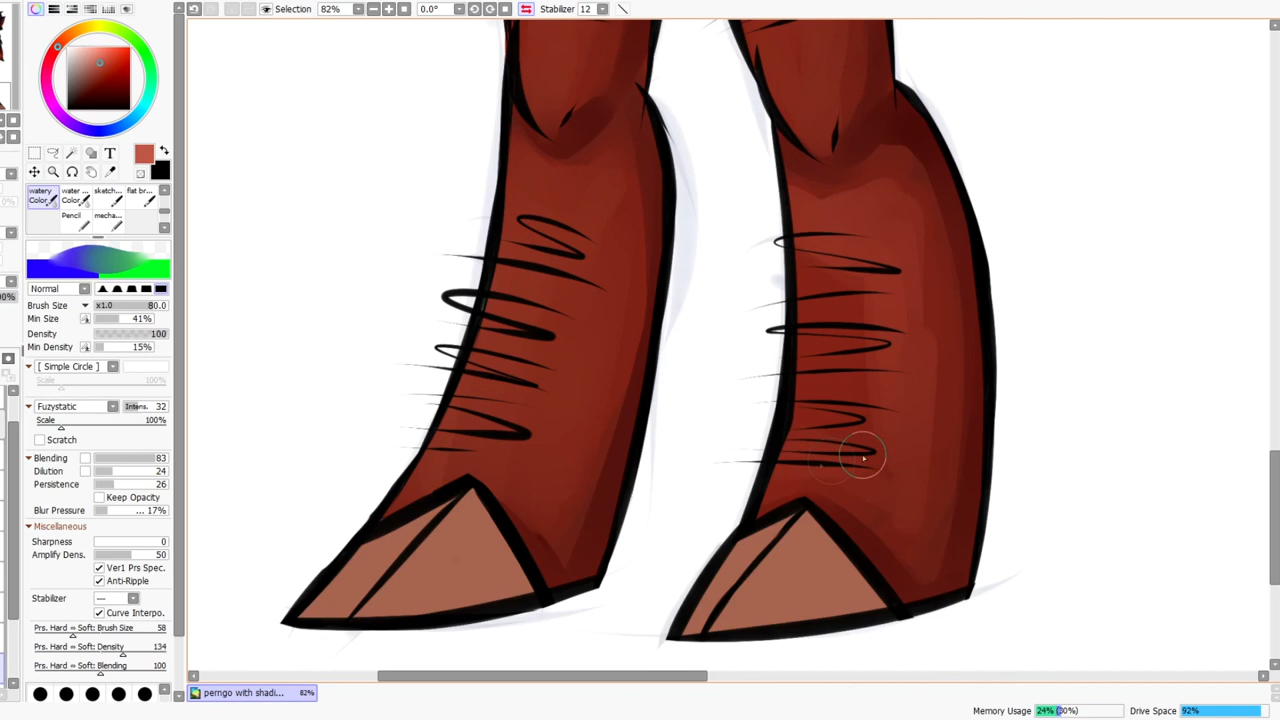 Selection 82% 0.0° Stabilizer 12
T
watery Color
water ... Color
sketch...
flat br...
Pencil
mecha...
Normal
Brush Size x1.0 80.0
Min Size 41%
Density 100
Min Density 15%
[ Simple Circle ]
Scale 100%
Fuzystatic Intens. 32
Scale 100%
Scratch
Blending 83
Dilution 24
Persistence 26
Keep Opacity
Blur Pressure ... 17%
Miscellaneous
Sharpness 0
Amplify Dens. 50
Ver1 Prs Spec.
Anti-Ripple
Stabilizer ---
Curve Interpo.
Prs. Hard ⇔ Soft: Brush Size 58
Prs. Hard ⇔ Soft: Density 134
Prs. Hard ⇔ Soft: Blending 100
perngo with shadi... 82%
Memory Usage 24% (30%) Drive Space 92%